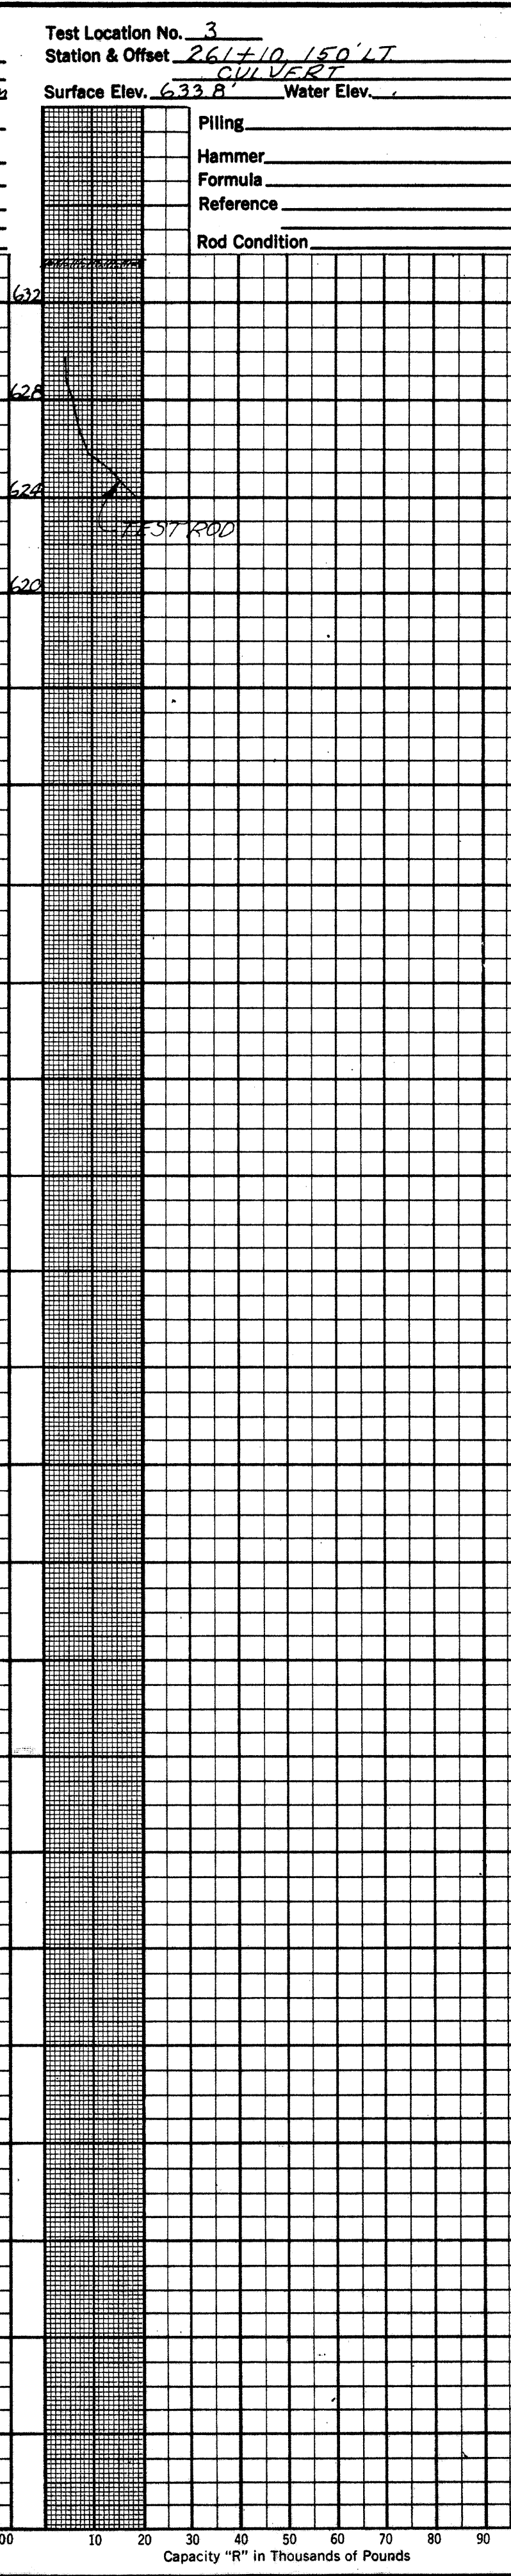 Test Location No. 3
Station & Offset 261+10, 150' LT
CULVERT
Surface Elev. 633.8' Water Elev.
Piling
Hammer
Formula
Reference
Rod Condition
632
628
624
TEST ROD
620
00 10 20 30 40 50 60 70 80 90
Capacity "R" in Thousands of Pounds